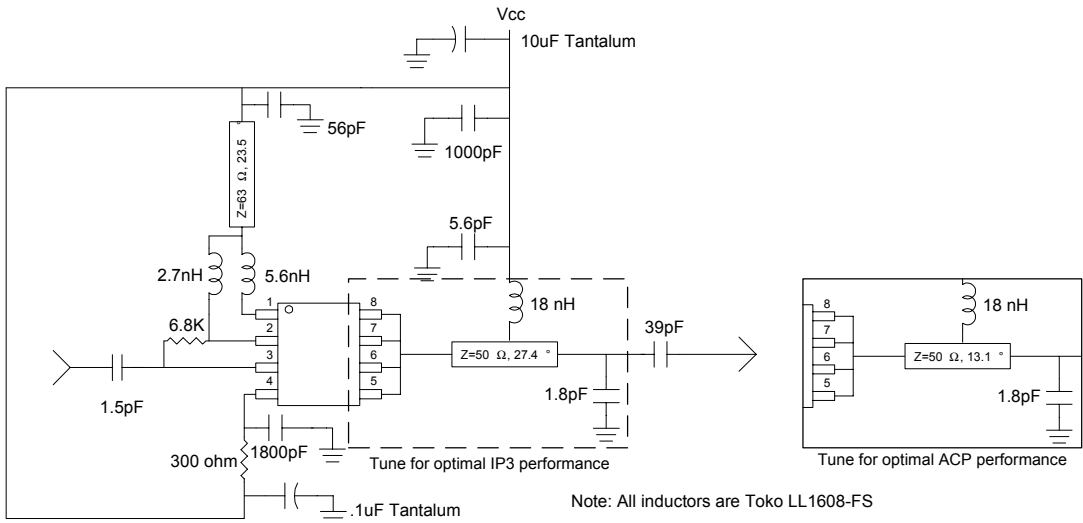 Vcc
10uF Tantalum
56pF
1000pF
Z=63 Ω, 23.5 °
5.6pF
2.7nH
5.6nH
18 nH
18 nH
1
8
8
6.8K
2
7
39pF
7
3
6
Z=50 Ω, 27.4 °
6
Z=50 Ω, 13.1 °
4
5
5
1.5pF
1.8pF
1.8pF
1800pF
300 ohm
Tune for optimal IP3 performance
Tune for optimal ACP performance
.1uF Tantalum
Note: All inductors are Toko LL1608-FS